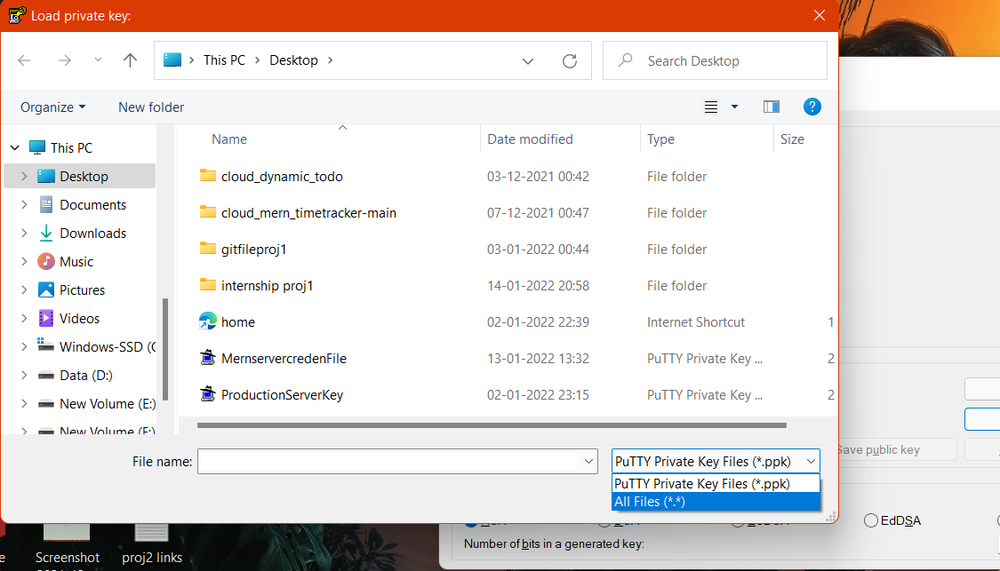 Load private key:
This PC
Desktop
Search Desktop
Organize
New folder
Name
Date modified
Type
Size
This PC
Desktop
Documents
Downloads
Music
Pictures
Videos
Windows-SSD (C
Data (D:)
New Volume (E:)
New Volume (F:)
cloud_dynamic_todo 03-12-2021 00:42 File folder
cloud_mern_timetracker-main 07-12-2021 00:47 File folder
gitfileproj1 03-01-2022 00:44 File folder
internship proj1 14-01-2022 20:58 File folder
home 02-01-2022 22:39 Internet Shortcut 1
MernservercredenFile 13-01-2022 13:32 PuTTY Private Key ... 2
ProductionServerKey 02-01-2022 23:15 PuTTY Private Key ... 2
File name:
PuTTY Private Key Files (*.ppk)
PuTTY Private Key Files (*.ppk)
All Files (*.*)
Save public key
EdDSA
Number of bits in a generated key:
Screenshot
proj2 links